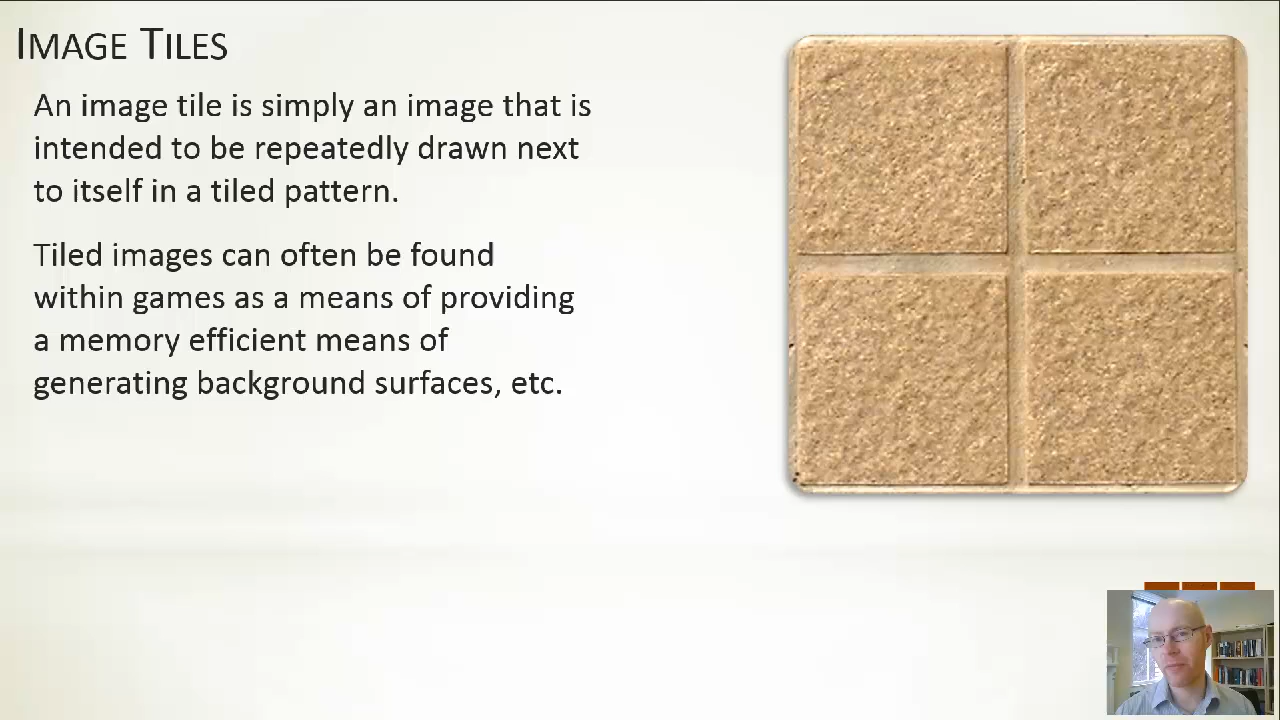 IMAGE TILES
An image tile is simply an image that is
intended to be repeatedly drawn next
to itself in a tiled pattern.
Tiled images can often be found
within games as a means of providing
a memory efficient means of
generating background surfaces, etc.